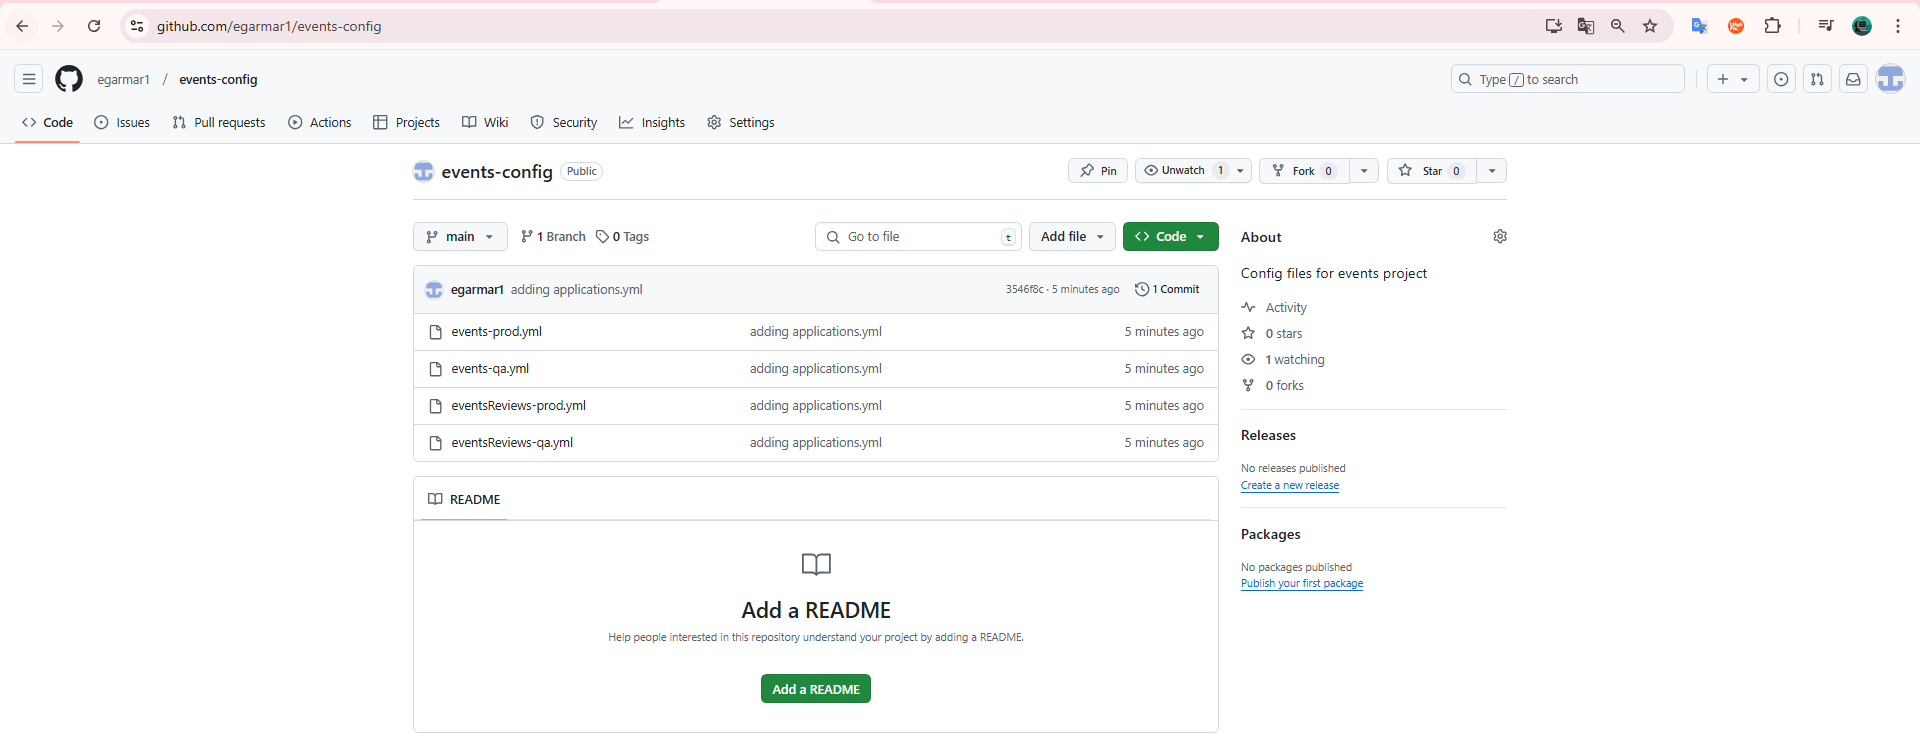 github.com/egarmar1/events-config
egarmar1 / events-config
Type / to search
Code Issues Pull requests Actions Projects Wiki Security Insights Settings
events-config Public
Pin Unwatch 1 Fork 0 Star 0
main 1 Branch 0 Tags Go to file t Add file Code
egarmar1 adding applications.yml 3546f8c · 5 minutes ago 1 Commit
events-prod.yml adding applications.yml 5 minutes ago
events-qa.yml adding applications.yml 5 minutes ago
eventsReviews-prod.yml adding applications.yml 5 minutes ago
eventsReviews-qa.yml adding applications.yml 5 minutes ago
README
Add a README
Help people interested in this repository understand your project by adding a README.
Add a README
About
Config files for events project
Activity
0 stars
1 watching
0 forks
Releases
No releases published
Create a new release
Packages
No packages published
Publish your first package